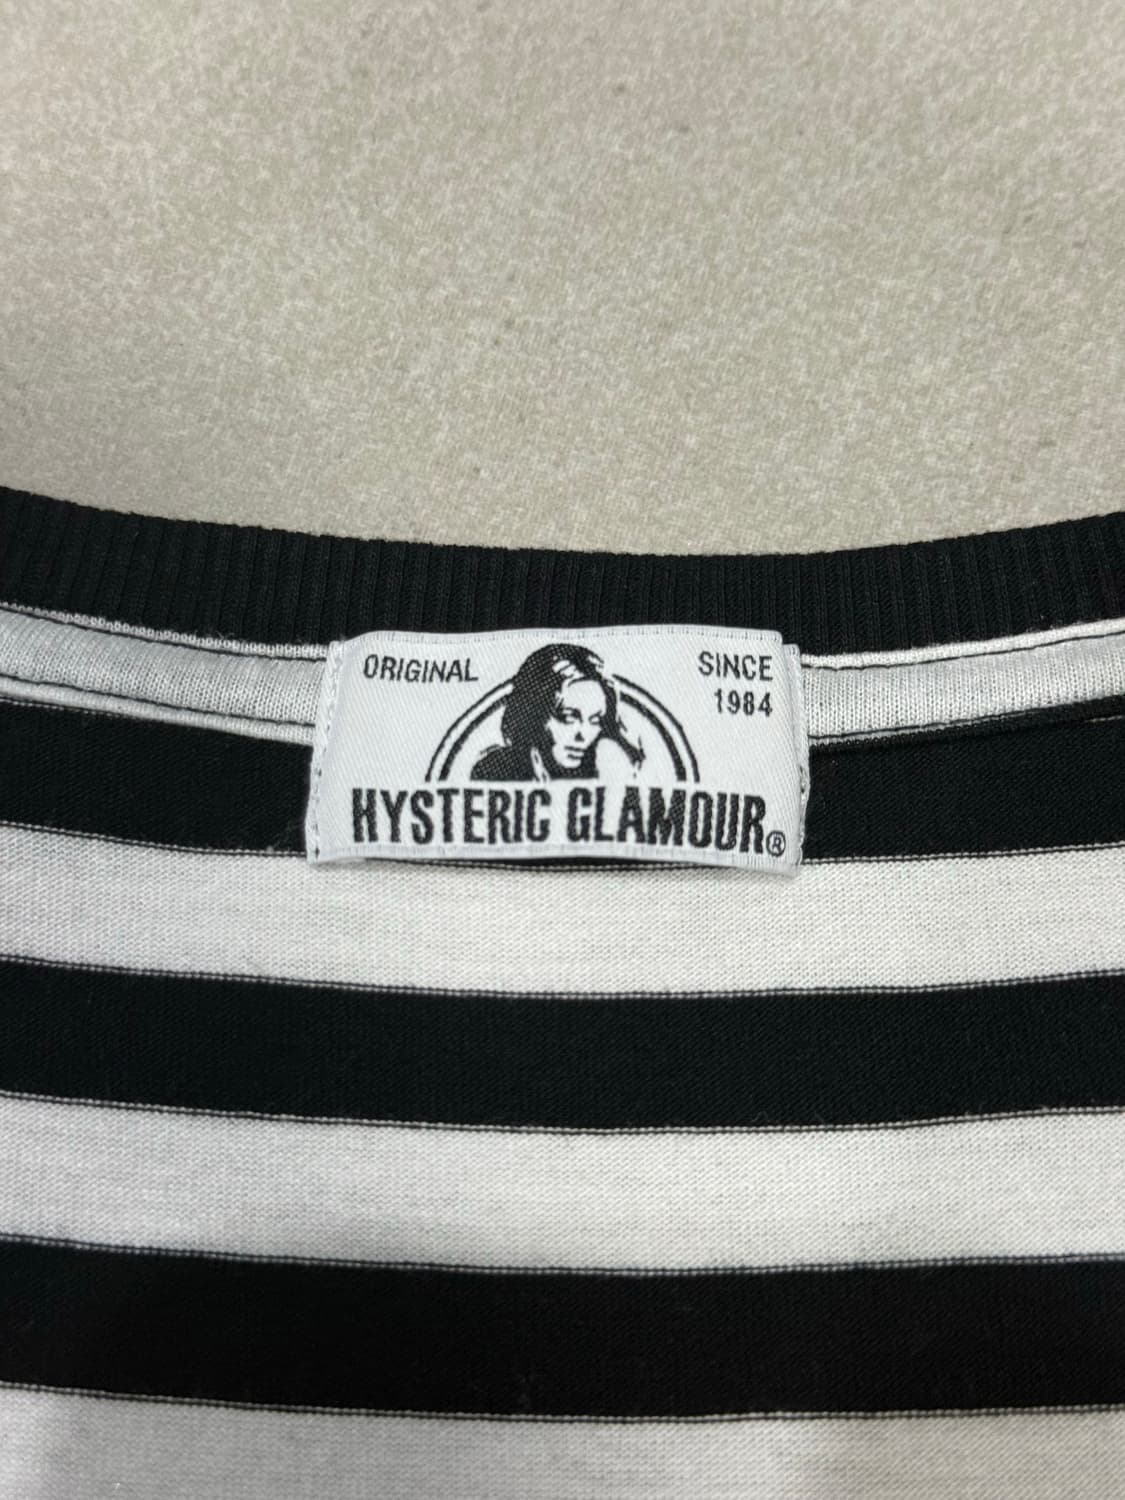 ORIGINAL
SINCE
1984
HYSTERIC GLAMOUR®